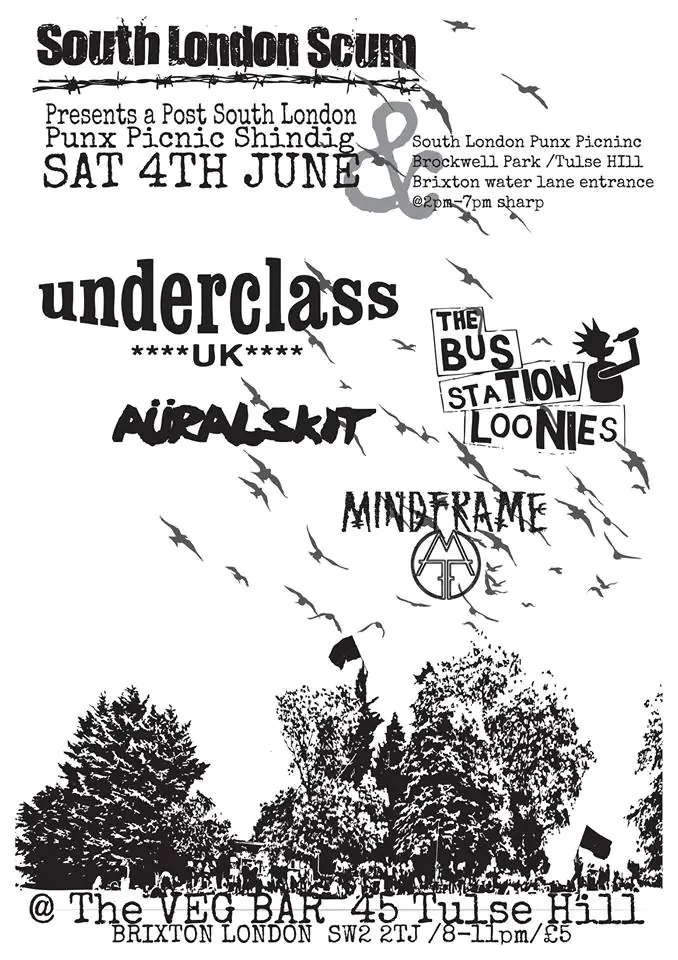 South London Scum
Presents a Post South London
Punx Picnic Shindig
SAT 4TH JUNE
&
South London Punx Picninc
Brockwell Park /Tulse HIll
Brixton water lane entrance
@2pm-7pm sharp
underclass
****UK****
THE
BUS
STATION
LOONIES
AÜRALSKIT
MINDFRAME
MF
@ The VEG BAR 45 Tulse Hill
BRIXTON LONDON SW2 2TJ /8-11pm/£5